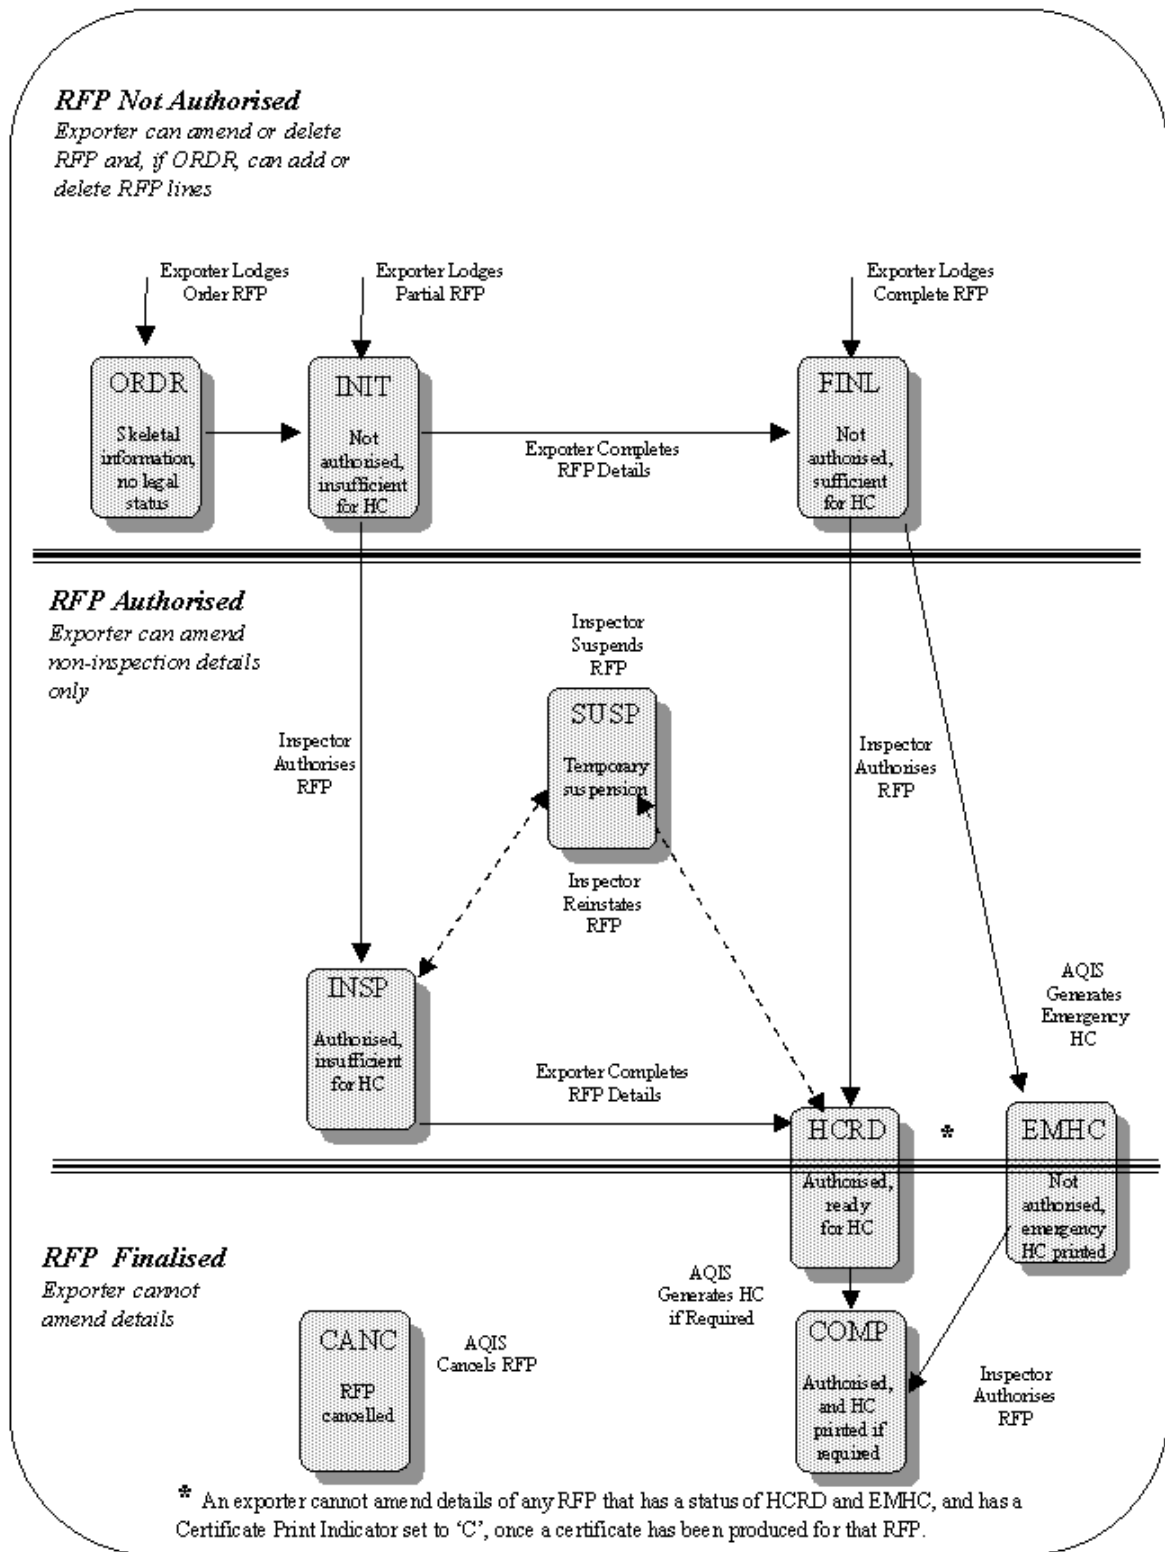 RFP Not Authorised
Exporter can amend or delete
RFP and, if ORDR, can add or
delete RFP lines
Exporter Lodges
Order RFP
Exporter Lodges
Partial RFP
Exporter Lodges
Complete RFP
ORDR
Skeletal
information,
no legal
status
INIT
Not
authorised,
insufficient
for HC
Exporter Completes
RFP Details
FINL
Not
authorised,
sufficient
for HC
RFP Authorised
Exporter can amend
non-inspection details
only
Inspector
Suspends
RFP
SUSP
Temporary
suspension
Inspector
Authorises
RFP
Inspector
Authorises
RFP
Inspector
Reinstates
RFP
INSP
Authorised,
insufficient
for HC
AQIS
Generates
Emergency
HC
Exporter Completes
RFP Details
HCRD
Authorised,
ready
for HC
*
EMHC
Not
authorised,
emergency
HC printed
RFP Finalised
Exporter cannot
amend details
AQIS
Generates HC
if Required
CANC
RFP
cancelled
AQIS
Cancels RFP
COMP
Authorised,
and HC
printed if
required
Inspector
Authorises
RFP
* An exporter cannot amend details of any RFP that has a status of HCRD and EMHC, and has a
Certificate Print Indicator set to ‘C’, once a certificate has been produced for that RFP.